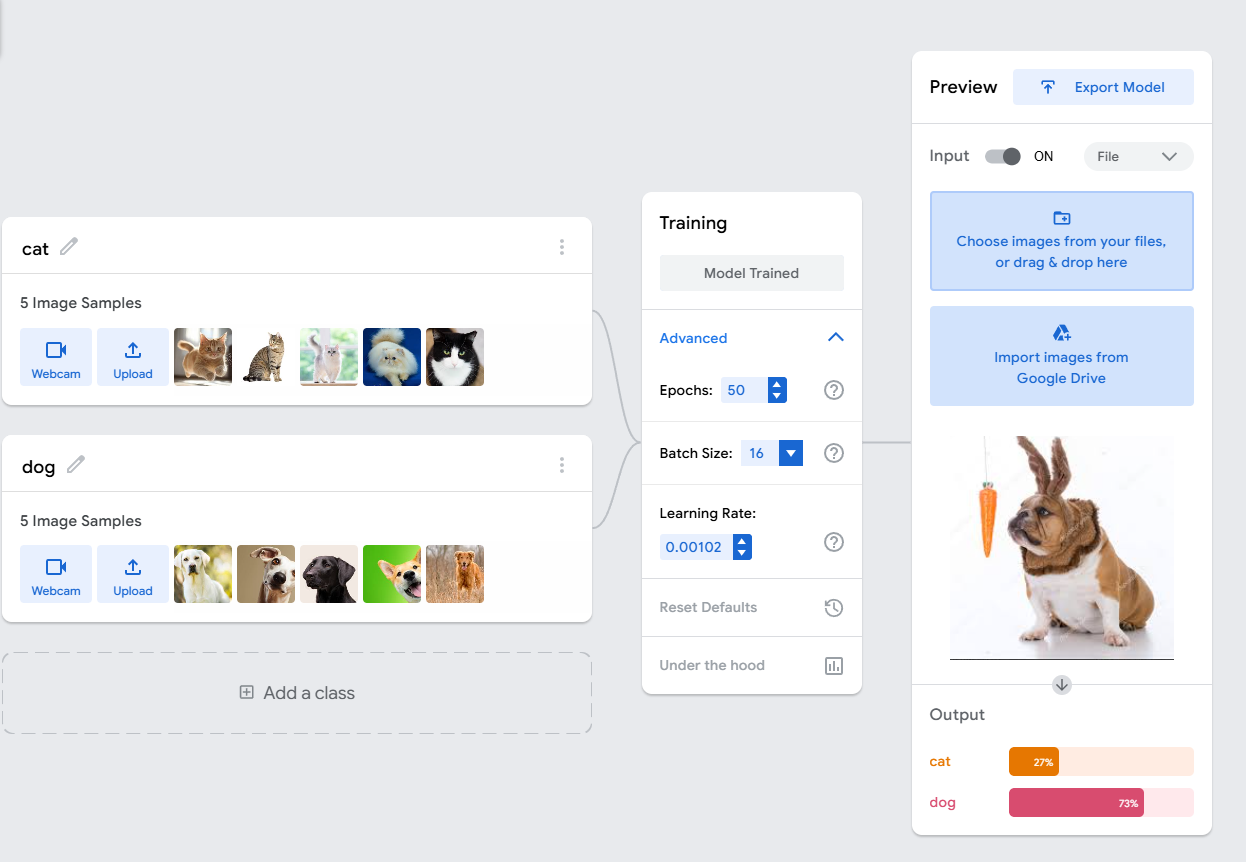 cat
5 Image Samples
Webcam
Upload
dog
5 Image Samples
Webcam
Upload
Add a class
Training
Model Trained
Advanced
Epochs: 50
Batch Size: 16
Learning Rate:
0.00102
Reset Defaults
Under the hood
Preview
Export Model
Input ON File
Choose images from your files,
or drag & drop here
Import images from
Google Drive
Output
cat 27%
dog 73%